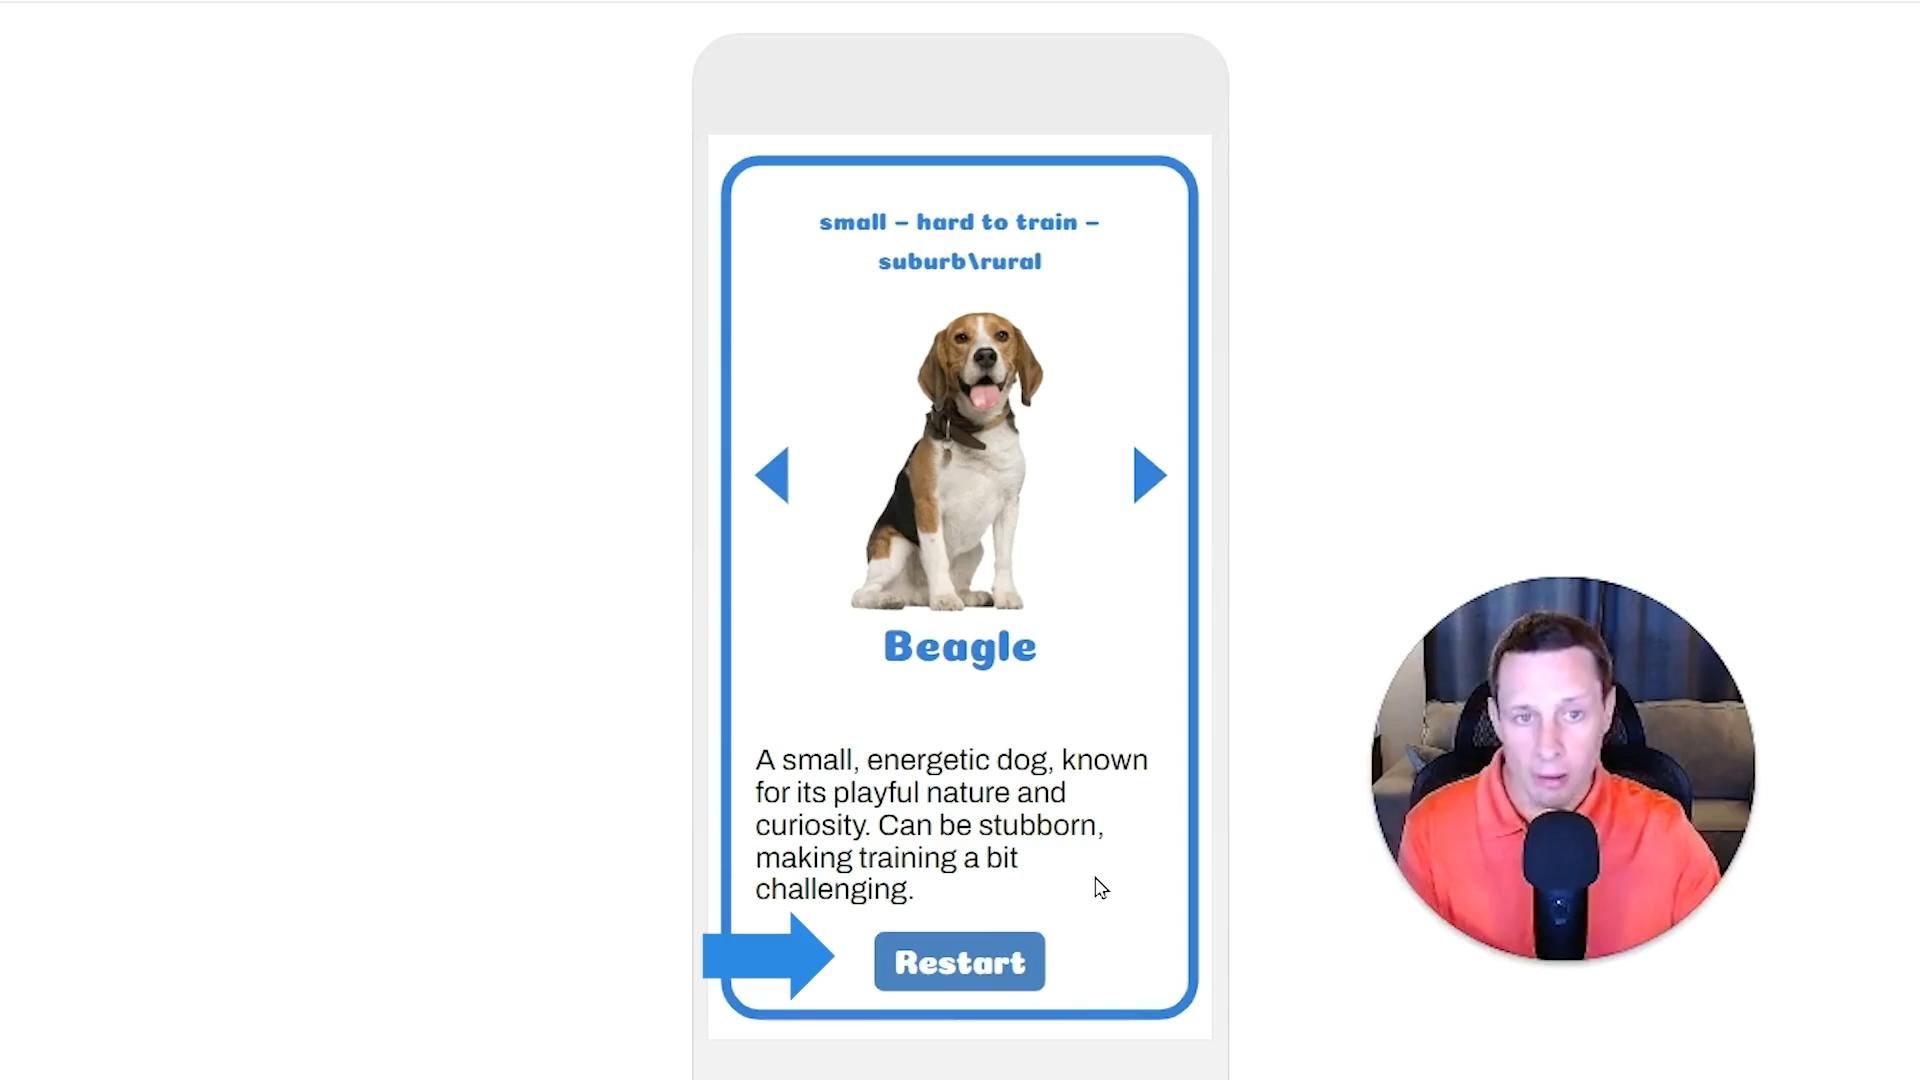 small - hard to train -
suburb\rural
Beagle
A small, energetic dog, known
for its playful nature and
curiosity. Can be stubborn,
making training a bit
challenging.
Restart